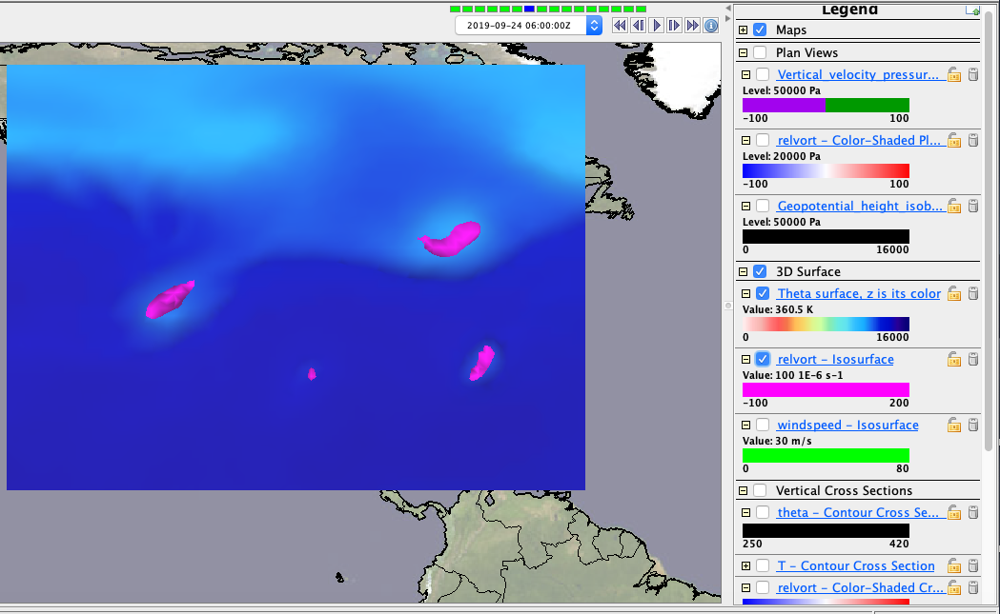 2019-09-24 06:00:00Z
Legend
Maps
Plan Views
Vertical_velocity_pressur...
Level: 50000 Pa
-100 100
relvort - Color-Shaded Pl...
Level: 20000 Pa
-100 100
Geopotential_height_isob...
Level: 50000 Pa
0 16000
3D Surface
Theta surface, z is its color
Value: 360.5 K
0 16000
relvort - Isosurface
Value: 100 1E-6 s-1
-100 200
windspeed - Isosurface
Value: 30 m/s
0 80
Vertical Cross Sections
theta - Contour Cross Se...
250 420
T - Contour Cross Section
relvort - Color-Shaded Cr...